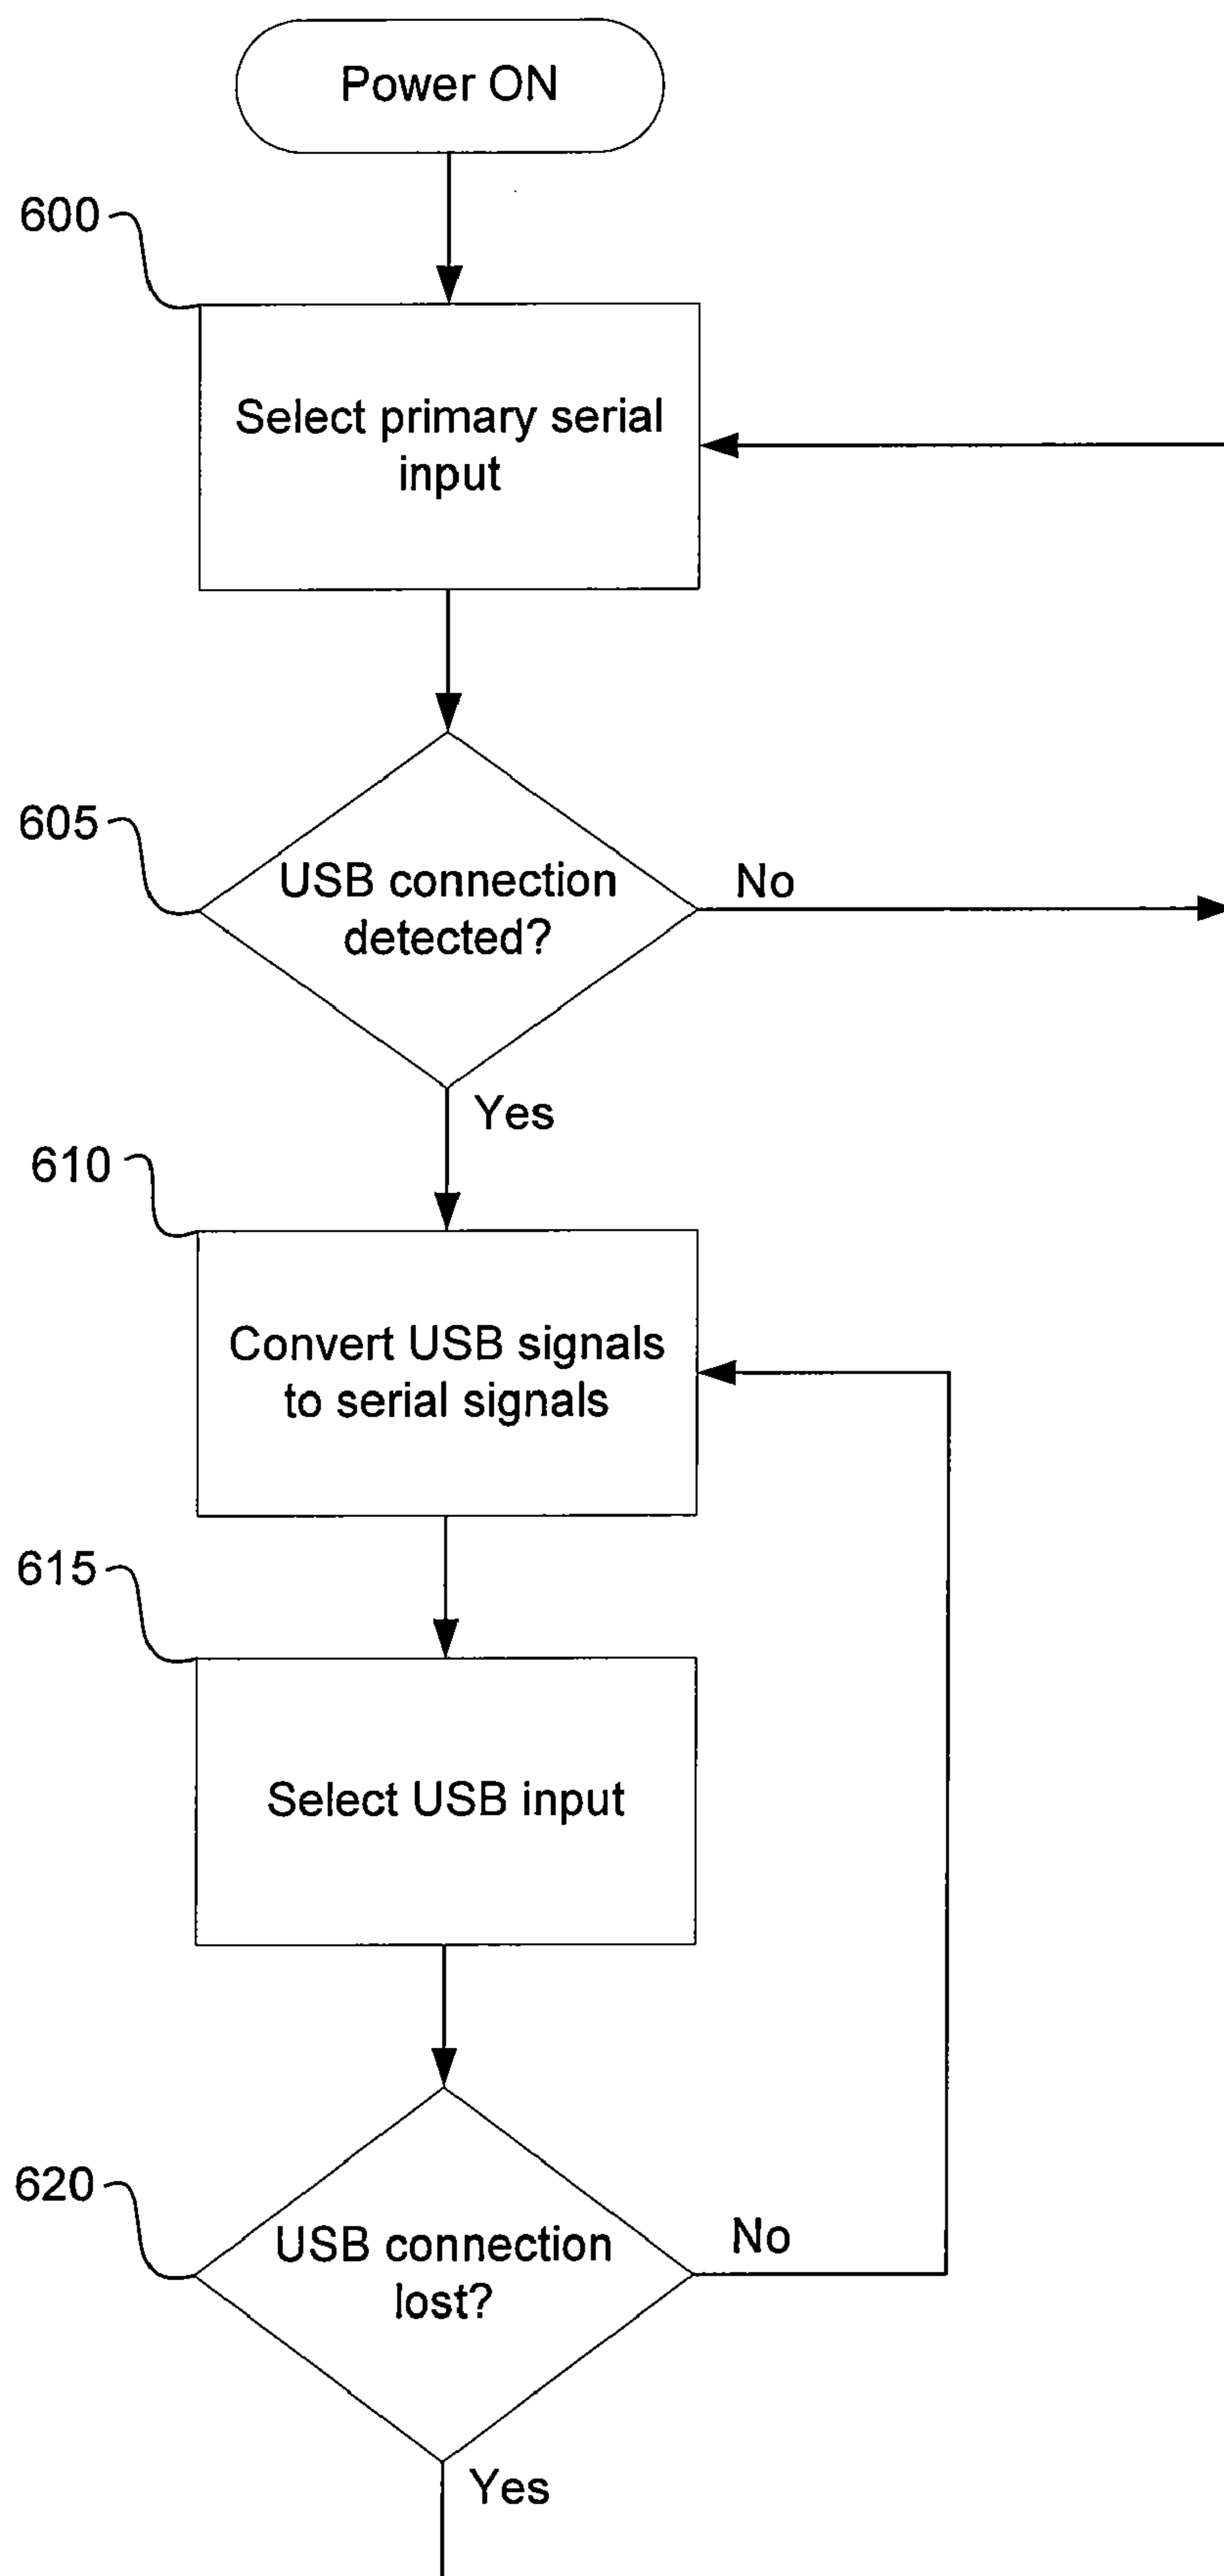 Power ON
600
Select primary serial
input
605
USB connection
detected?
No
Yes
610
Convert USB signals
to serial signals
615
Select USB input
620
USB connection
lost?
No
Yes